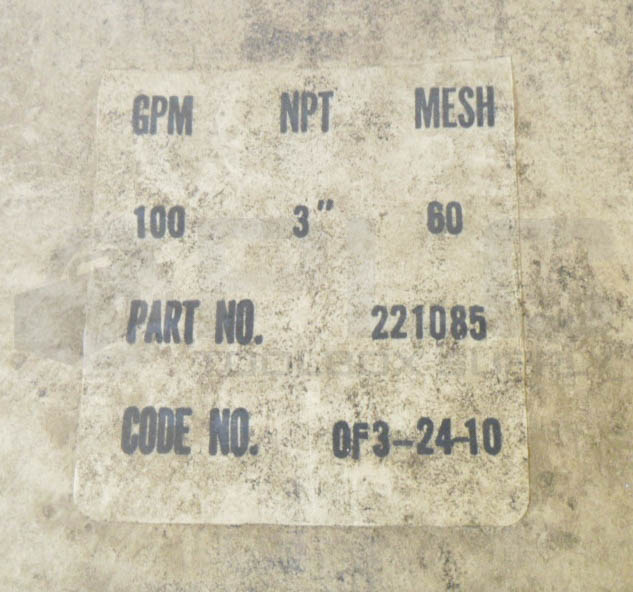 GPM NPT MESH
100 3" 60
PART NO. 221085
CODE NO. OF3-24-10